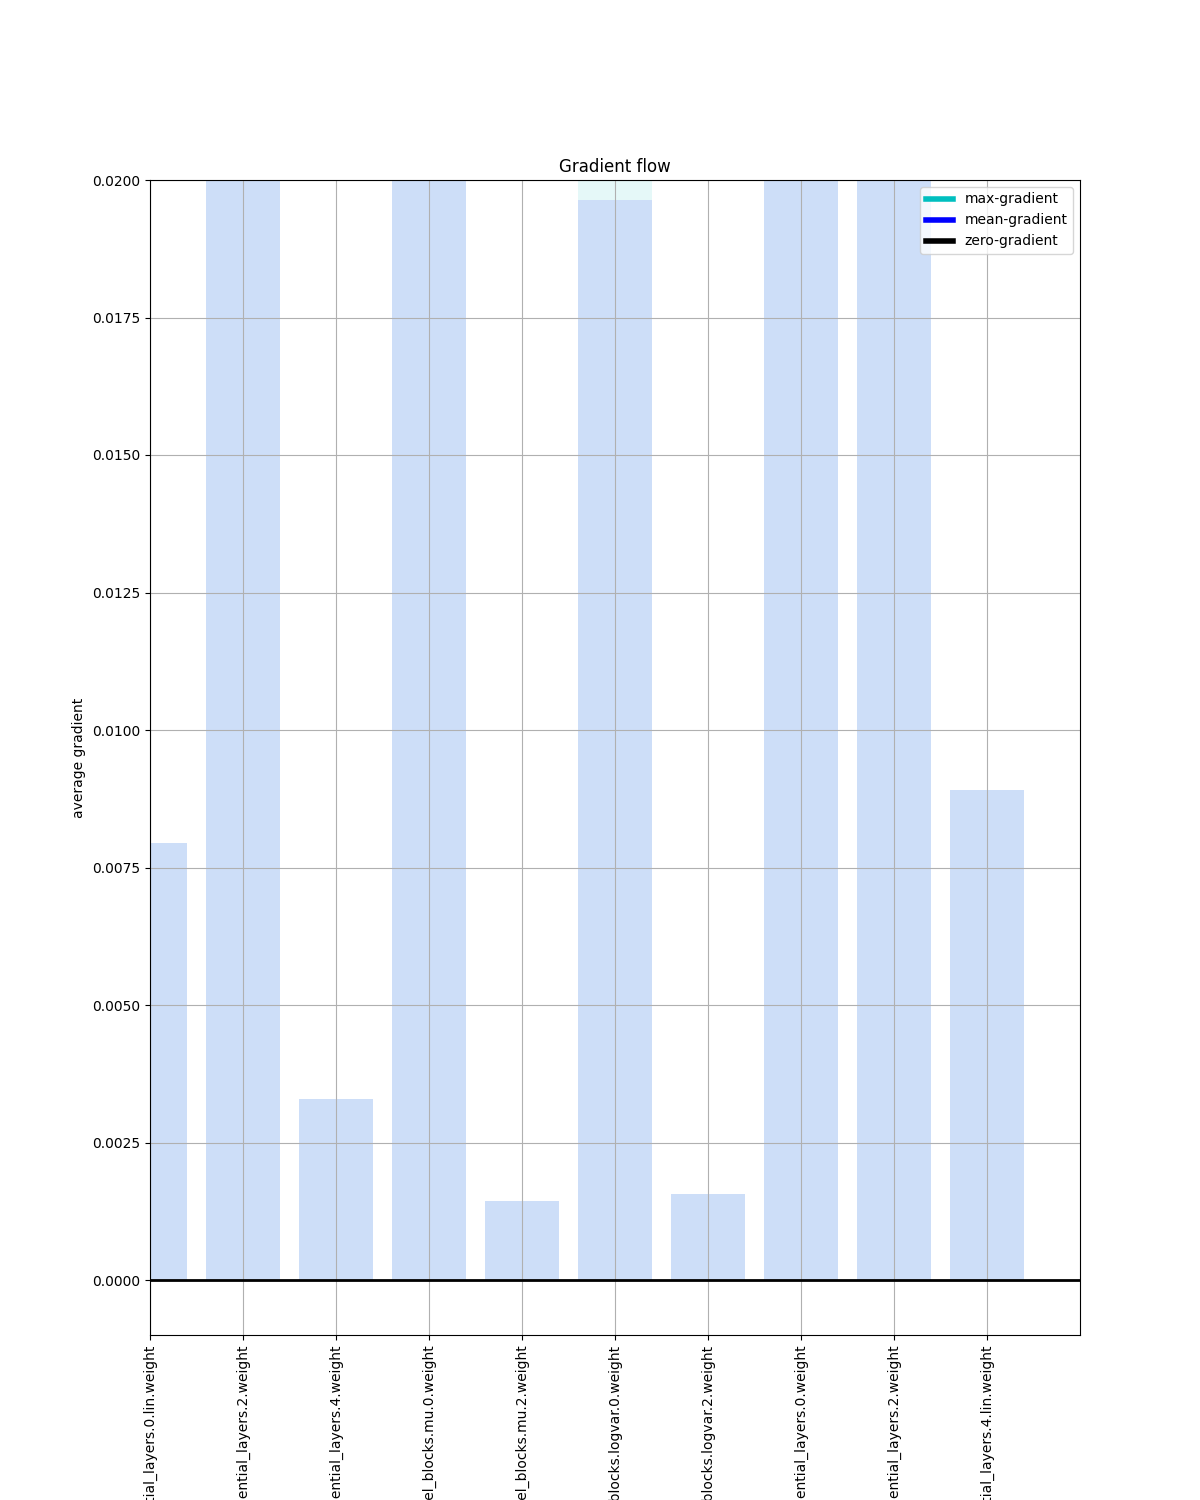 Gradient flow
max-gradient
mean-gradient
zero-gradient
0.0200
0.0175
0.0150
0.0125
0.0100
0.0075
0.0050
0.0025
0.0000
average gradient
tial_layers.0.lin.weight
ential_layers.2.weight
ential_layers.4.weight
el_blocks.mu.0.weight
el_blocks.mu.2.weight
blocks.logvar.0.weight
blocks.logvar.2.weight
ential_layers.0.weight
ential_layers.2.weight
tial_layers.4.lin.weight